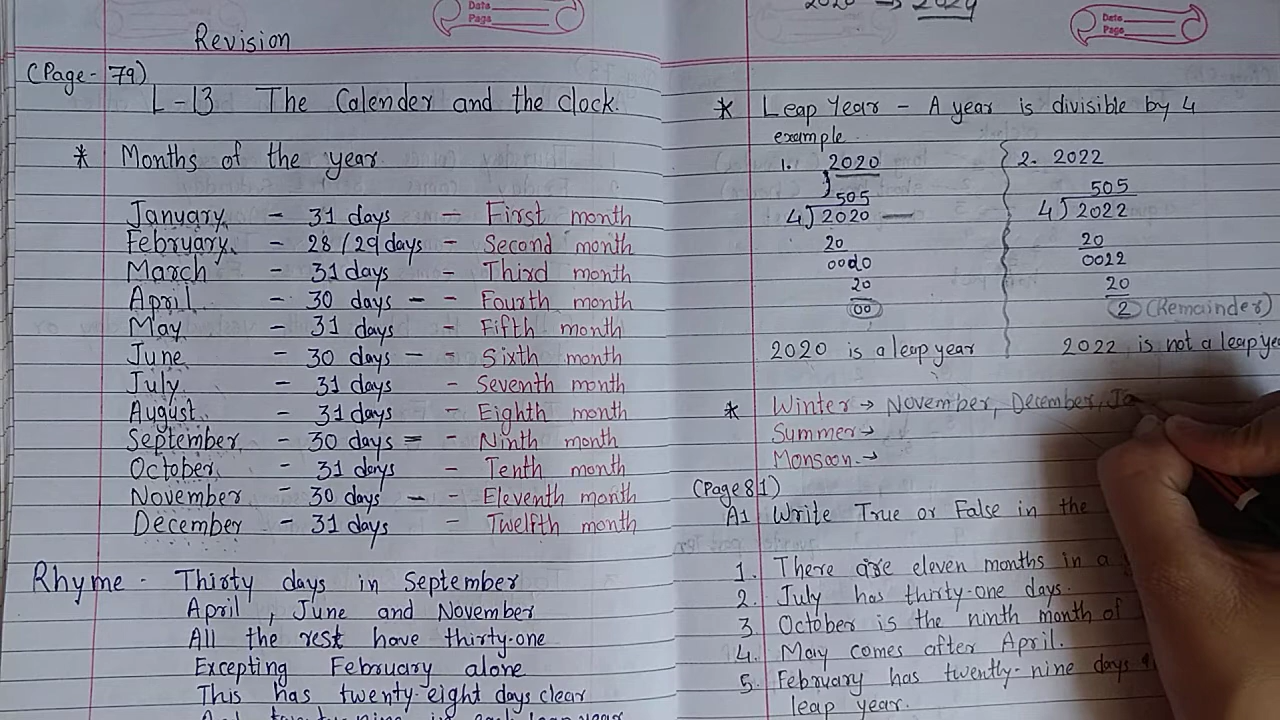 Date
Page
Revision
(Page - 79)
L-13 The Calender and the clock.
* Months of the year
January - 31 days - First month
February - 28/29 days - Second month
March - 31 days - Third month
April - 30 days - - Fourth month
May - 31 days - Fifth month
June - 30 days - - Sixth month
July - 31 days - Seventh month
August - 31 days - Eighth month
September - 30 days = - Ninth month
October - 31 days - Tenth month
November - 30 days - - Eleventh month
December - 31 days - Twelfth month
Rhyme - Thirty days in September
April, June and November
All the rest have thirty-one
Excepting February alone
This has twenty-eight days clear
Date
Page
2020 → 2024
* Leap Year - A year is divisible by 4
example
1. 2020
505
4)2020
20
0020
20
00
2020 is a leap year
2. 2022
505
4)2022
20
0022
20
2 (Remainder)
2022 is not a leap
* Winter → November, December, Ja
Summer →
Monsoon →
(Page 81)
A1 Write True or False in the
1. There are eleven months in a
2. July has thirty-one days.
3. October is the ninth month of
4. May comes after April.
5. February has twently-nine days
leap year.